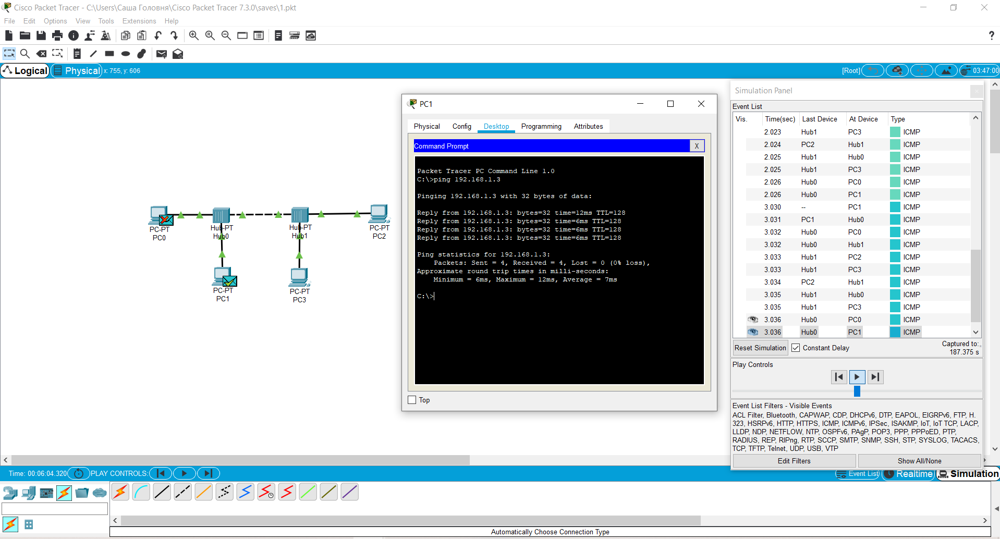 Cisco Packet Tracer - C:\Users\Саша Головня\Cisco Packet Tracer 7.3.0\saves\1.pkt
File Edit Options View Tools Extensions Help
Logical Physical x: 755, y: 606 [Root] 03:47:00
PC-PT
PC0
Hub-PT
Hub0
Hub-PT
Hub1
PC-PT
PC2
PC-PT
PC1
PC-PT
PC3
PC1
Physical Config Desktop Programming Attributes
Command Prompt X
Packet Tracer PC Command Line 1.0
C:\>ping 192.168.1.3
Pinging 192.168.1.3 with 32 bytes of data:
Reply from 192.168.1.3: bytes=32 time=12ms TTL=128
Reply from 192.168.1.3: bytes=32 time=6ms TTL=128
Reply from 192.168.1.3: bytes=32 time=6ms TTL=128
Reply from 192.168.1.3: bytes=32 time=6ms TTL=128
Ping statistics for 192.168.1.3:
Packets: Sent = 4, Received = 4, Lost = 0 (0% loss),
Approximate round trip times in milli-seconds:
Minimum = 6ms, Maximum = 12ms, Average = 7ms
C:\>
Top
Simulation Panel
Event List
Vis. Time(sec) Last Device At Device Type
2.023 Hub1 PC3 ICMP
2.024 PC2 Hub1 ICMP
2.025 Hub1 Hub0 ICMP
2.025 Hub1 PC3 ICMP
2.026 Hub0 PC0 ICMP
2.026 Hub0 PC1 ICMP
3.030 -- PC1 ICMP
3.031 PC1 Hub0 ICMP
3.032 Hub0 PC0 ICMP
3.032 Hub0 Hub1 ICMP
3.033 Hub1 PC2 ICMP
3.033 Hub1 PC3 ICMP
3.034 PC2 Hub1 ICMP
3.035 Hub1 Hub0 ICMP
3.035 Hub1 PC3 ICMP
3.036 Hub0 PC0 ICMP
3.036 Hub0 PC1 ICMP
Reset Simulation Constant Delay Captured to:
187.375 s
Play Controls
Event List Filters - Visible Events
ACL Filter, Bluetooth, CAPWAP, CDP, DHCPv6, DTP, EAPOL, EIGRPv6, FTP, H.
323, HSRPv6, HTTP, HTTPS, ICMP, ICMPv6, IPSec, ISAKMP, IoT, IoT TCP, LACP,
LLDP, NDP, NETFLOW, NTP, OSPFv6, PAgP, POP3, PPP, PPPoED, PTP,
RADIUS, REP, RIPng, RTP, SCCP, SMTP, SNMP, SSH, STP, SYSLOG, TACACS,
TCP, TFTP, Telnet, UDP, USB, VTP
Edit Filters Show All/None
Time: 00:06:04.320 PLAY CONTROLS: Event List Realtime Simulation
Automatically Choose Connection Type